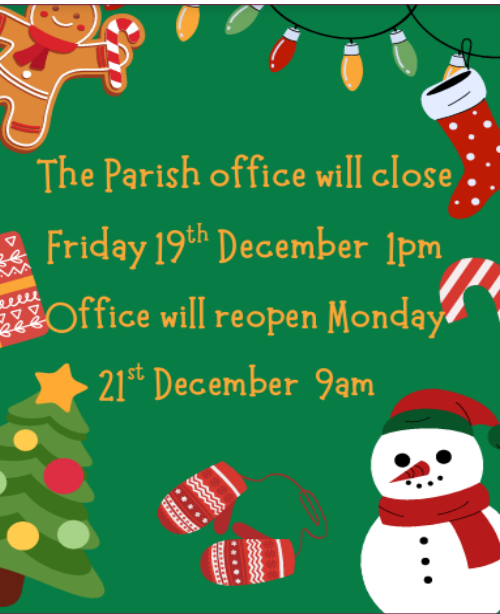 The Parish office will close
Friday 19th December 1pm
Office will reopen Monday
21st December 9am